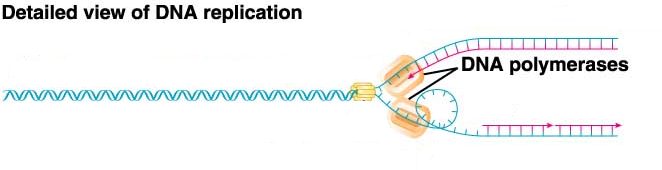 Detailed view of DNA replication
DNA polymerases